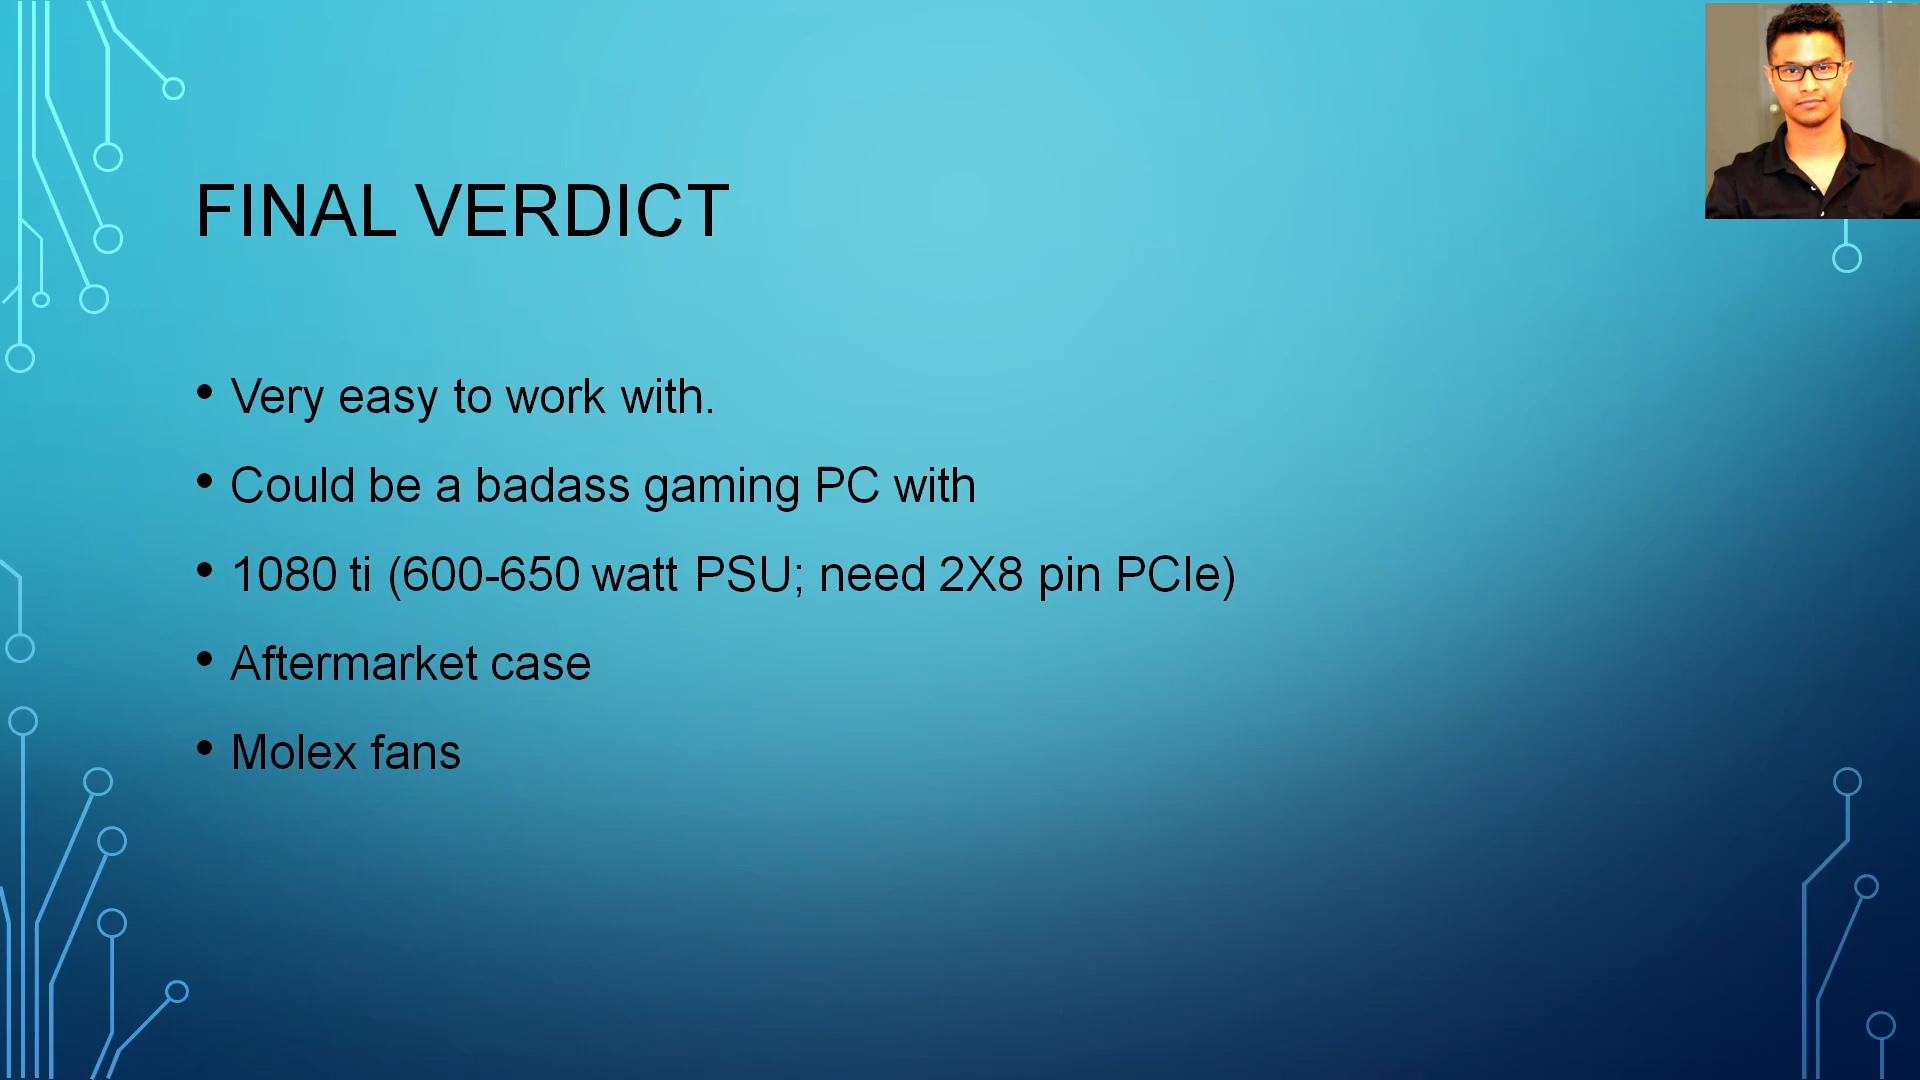 FINAL VERDICT
• Very easy to work with.
• Could be a badass gaming PC with
• 1080 ti (600-650 watt PSU; need 2X8 pin PCIe)
• Aftermarket case
• Molex fans